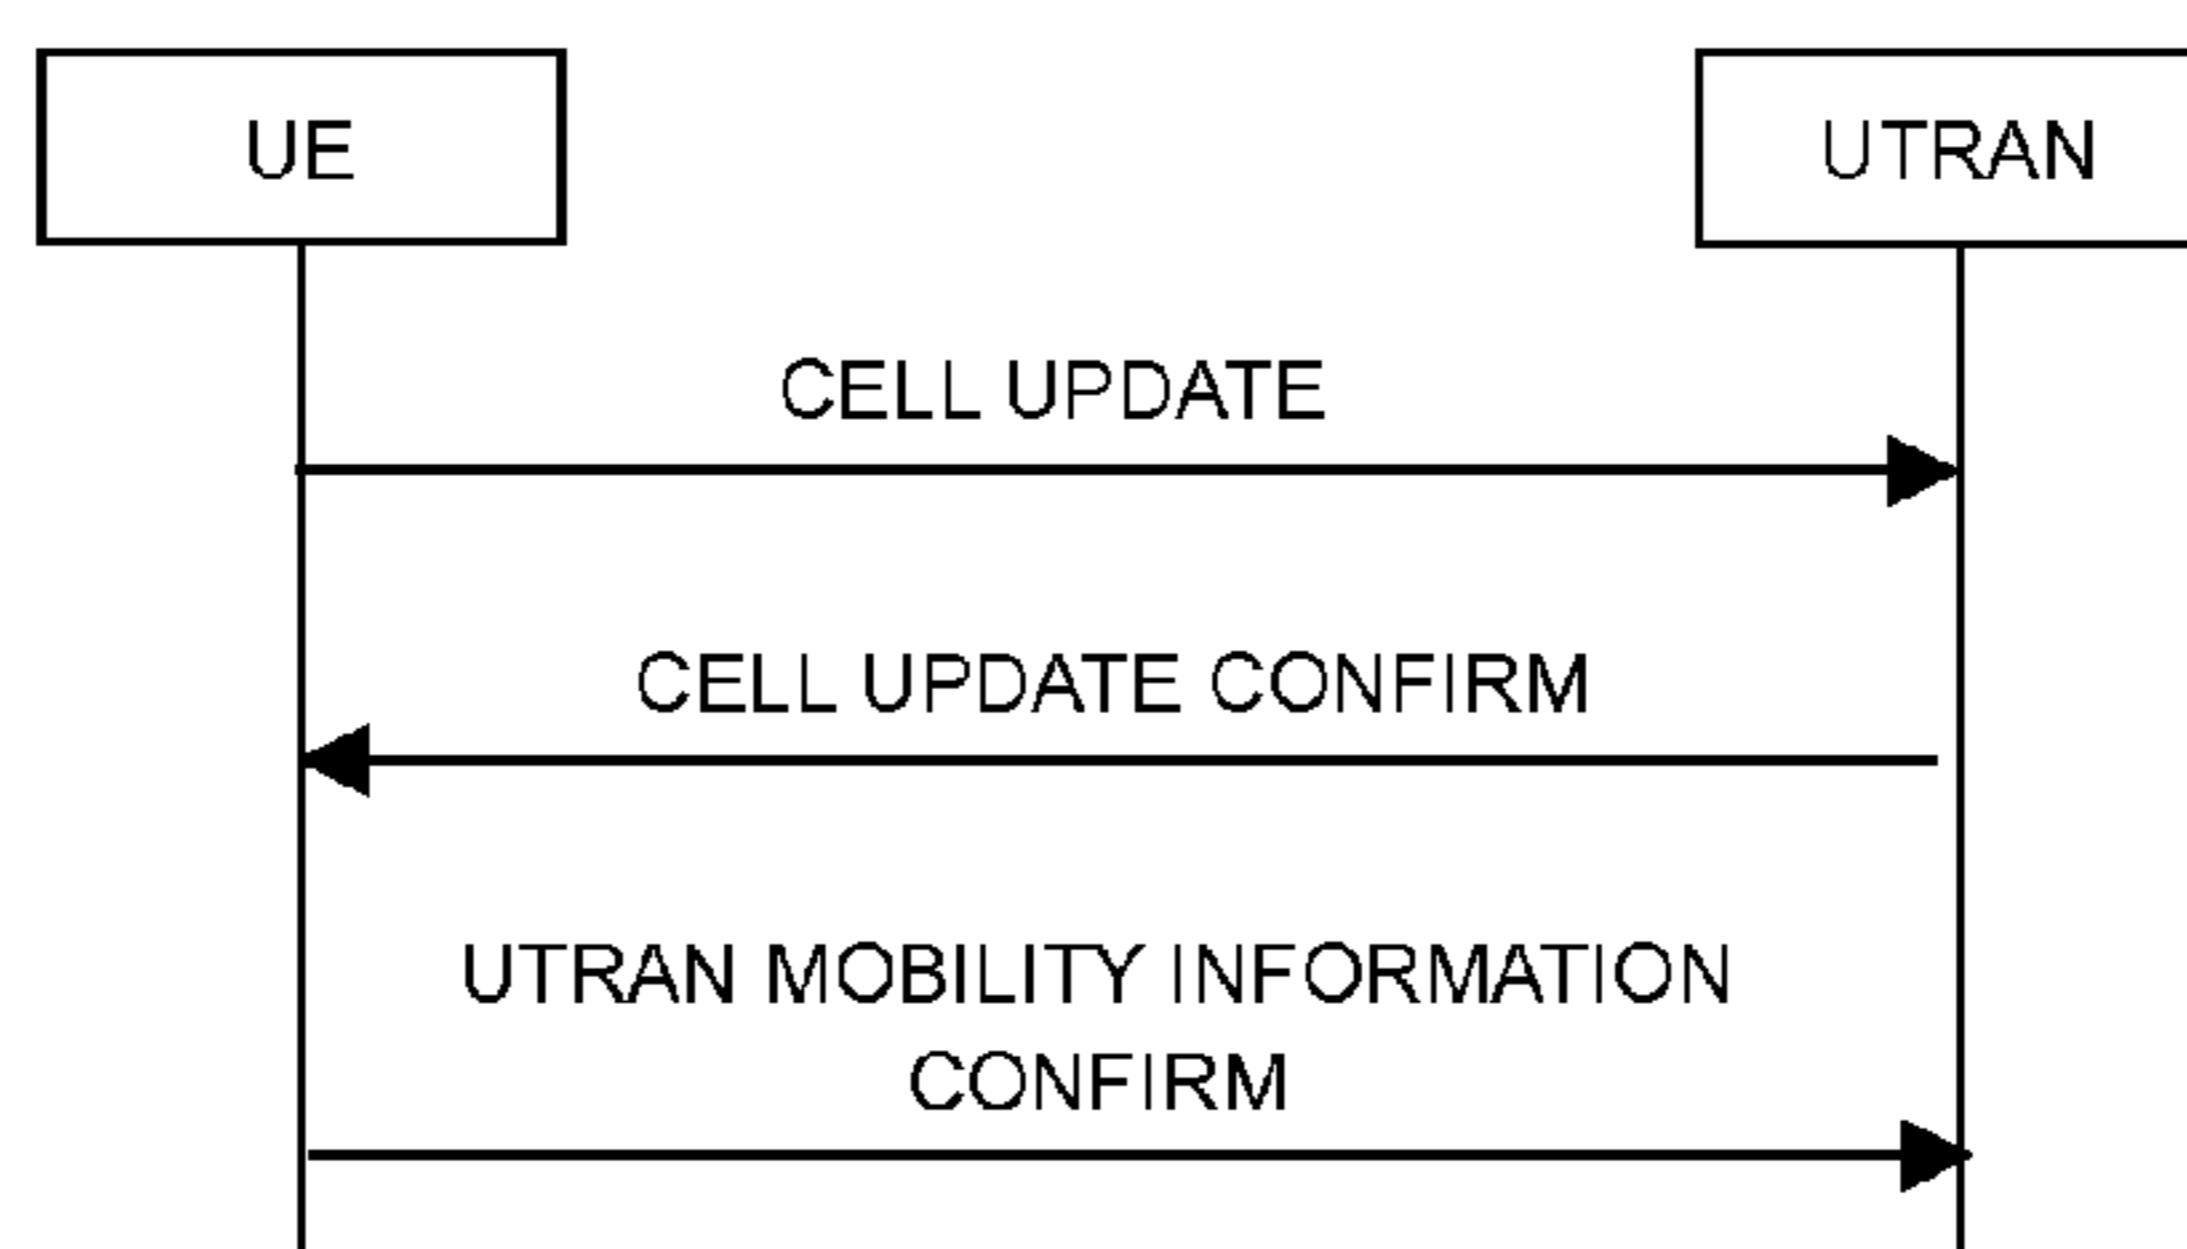 UE
UTRAN
CELL UPDATE
CELL UPDATE CONFIRM
UTRAN MOBILITY INFORMATION
CONFIRM